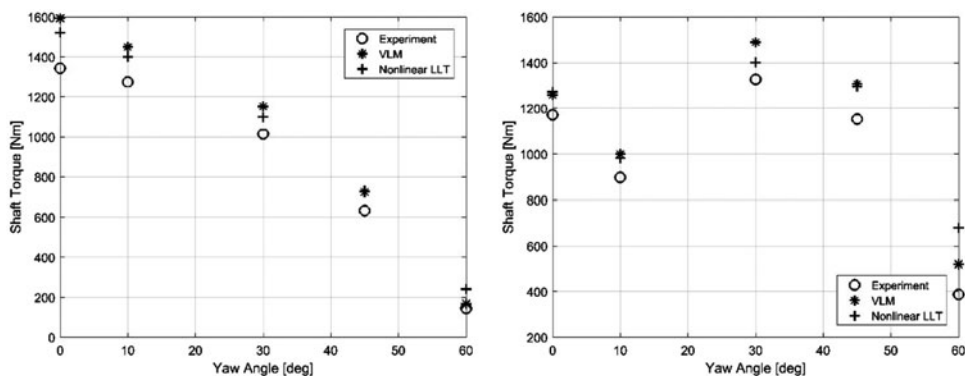 1600
1400
1200
1000
800
600
400
200
0
Shaft Torque [Nm]
0 10 20 30 40 50 60
Yaw Angle [deg]
Experiment
VLM
Nonlinear LLT
1600
1400
1200
1000
800
600
400
200
Shaft Torque [Nm]
0 10 20 30 40 50 60
Yaw Angle [deg]
Experiment
VLM
Nonlinear LLT